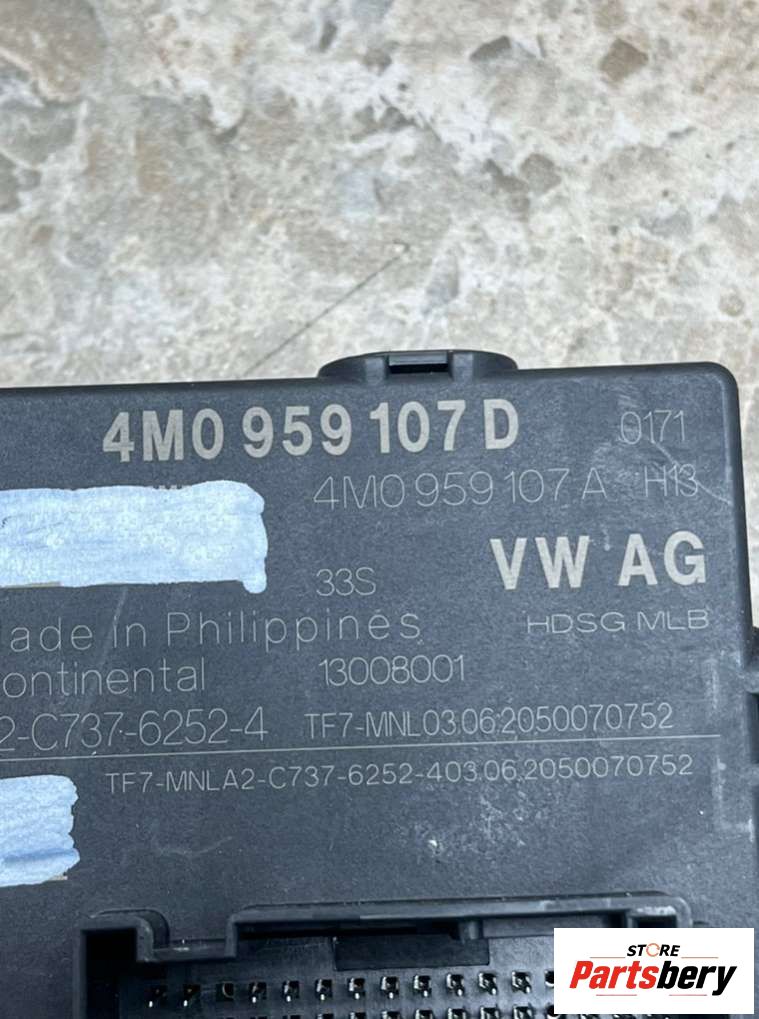 4M0 959 107 D 0171
4M0 959 107 A H13
33S VW AG
ade in Philippines HDSG MLB
ontinental 13008001
2-C737-6252-4 TF7-MNL03.06.2050070752
TF7-MNLA2-C737-6252-403.06.2050070752
STORE
Partsbery